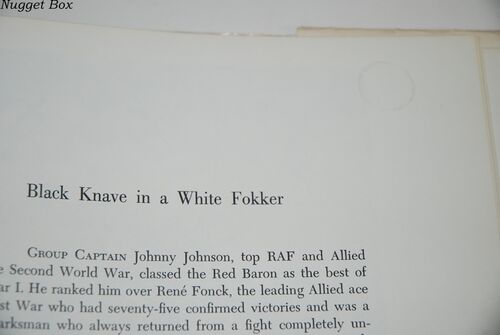 Nugget Box
Black Knave in a White Fokker
GROUP CAPTAIN Johnny Johnson, top RAF and Allied
Second World War, classed the Red Baron as the best of
I. He ranked him over René Fonck, the leading Allied ace
War who had seventy-five confirmed victories and was a
who always returned from a fight completely un-